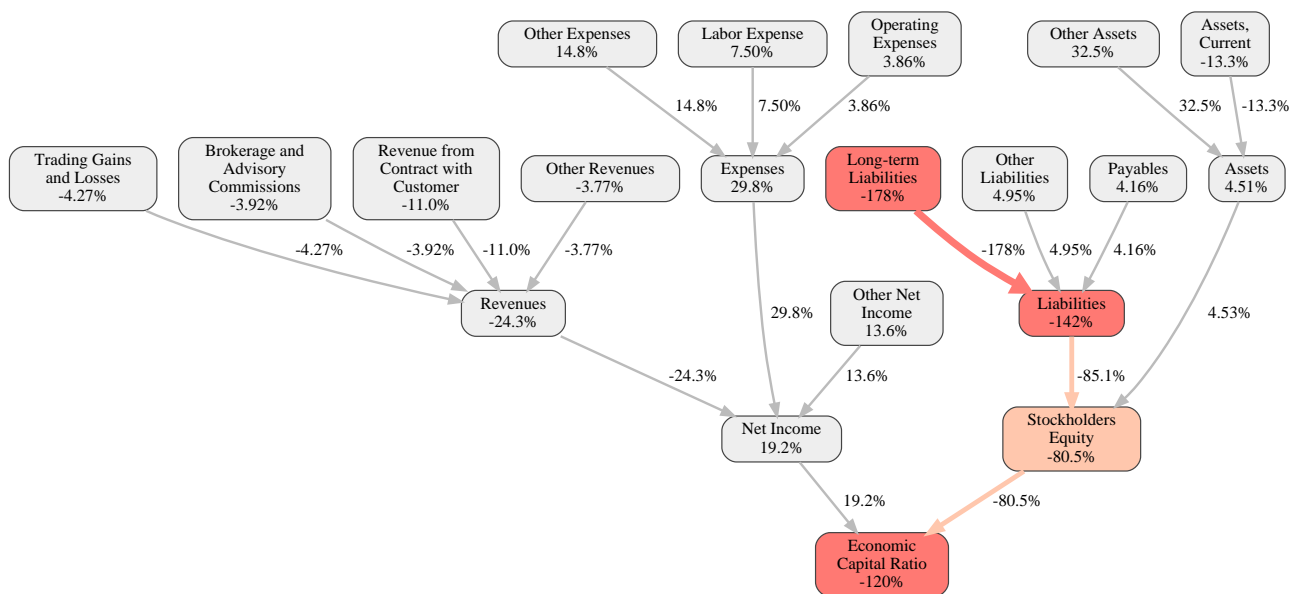 Other Expenses
14.8%
Labor Expense
7.50%
Operating
Expenses
3.86%
Other Assets
32.5%
Assets,
Current
-13.3%
14.8%
7.50%
3.86%
32.5%
-13.3%
Trading Gains
and Losses
-4.27%
Brokerage and
Advisory
Commissions
-3.92%
Revenue from
Contract with
Customer
-11.0%
Other Revenues
-3.77%
Expenses
29.8%
Long-term
Liabilities
-178%
Other
Liabilities
4.95%
Payables
4.16%
Assets
4.51%
-4.27%
-3.92%
-11.0%
-3.77%
-178%
4.95%
4.16%
Revenues
-24.3%
29.8%
Other Net
Income
13.6%
Liabilities
-142%
4.53%
-24.3%
13.6%
-85.1%
Net Income
19.2%
Stockholders
Equity
-80.5%
19.2%
-80.5%
Economic
Capital Ratio
-120%